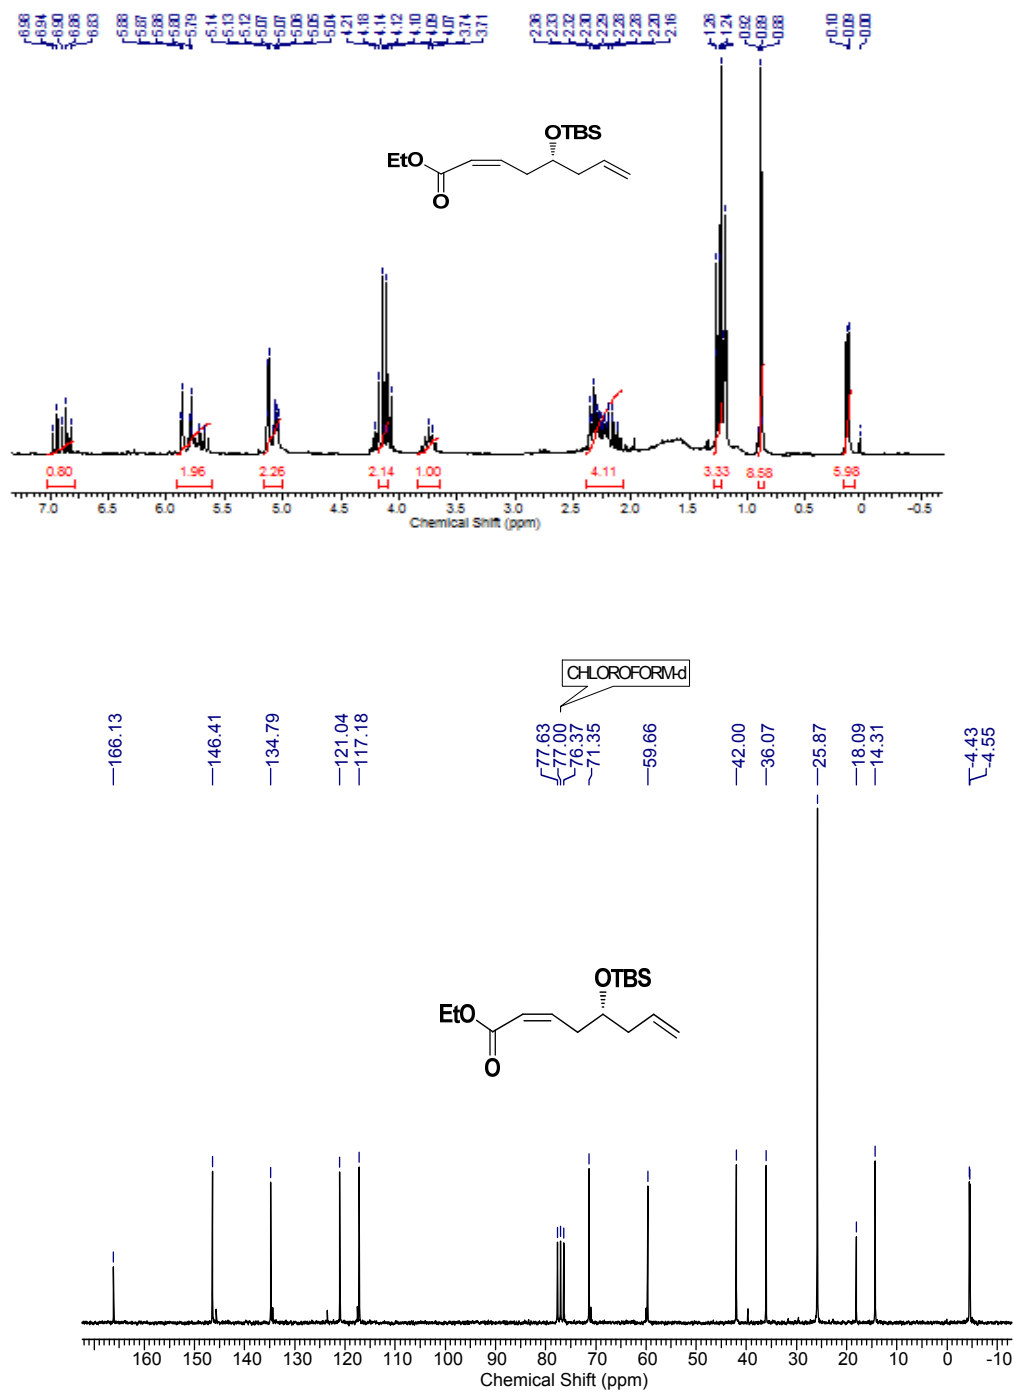 6.98 6.94 6.90 6.86 6.83 5.88 5.87 5.86 5.80 5.79 5.14 5.13 5.12 5.07 5.07 5.06 5.05 5.04 4.21 4.18 4.14 4.12 4.10 4.09 4.07 3.74 3.71 2.36 2.33 2.32 2.30 2.29 2.28 2.28 2.20 2.16 1.26 1.24 0.92 0.89 0.88 0.10 0.09 0.00
OTBS
EtO
O
0.80 1.96 2.26 2.14 1.00 4.11 3.33 8.58 5.98
7.0 6.5 6.0 5.5 5.0 4.5 4.0 3.5 3.0 2.5 2.0 1.5 1.0 0.5 0 -0.5
Chemical Shift (ppm)
CHLOROFORM-d
166.13 146.41 134.79 121.04 117.18 77.63 77.00 76.37 71.35 59.66 42.00 36.07 25.87 18.09 14.31 -4.43 -4.55
OTBS
EtO
O
160 150 140 130 120 110 100 90 80 70 60 50 40 30 20 10 0 -10
Chemical Shift (ppm)